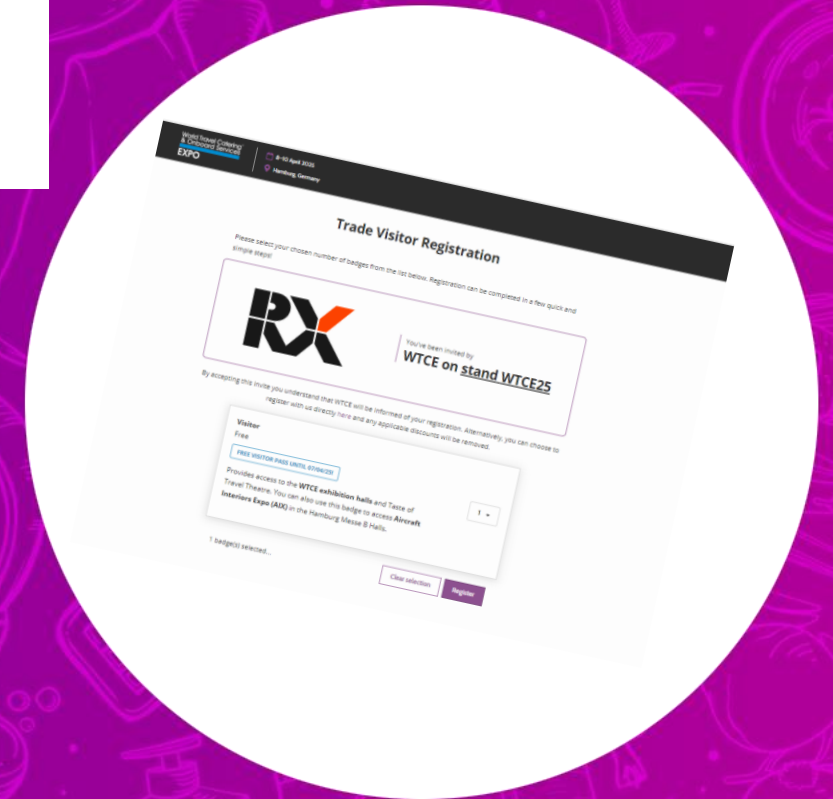 World Travel Catering
& Onboard Services
EXPO
8-10 April 2025
Hamburg, Germany
Trade Visitor Registration
Please select your chosen number of badges from the list below. Registration can be completed in a few quick and
simple steps!
RX
You've been invited by
WTCE on stand WTCE25
By accepting this invite you understand that WTCE will be informed of your registration. Alternatively, you can choose to
register with us directly here and any applicable discounts will be removed.
Visitor
Free
FREE VISITOR PASS UNTIL 07/04/25!
Provides access to the WTCE exhibition halls and Taste of
Travel Theatre. You can also use this badge to access Aircraft
Interiors Expo (AIX) in the Hamburg Messe B Halls.
1
1 badge(s) selected...
Clear selection
Register